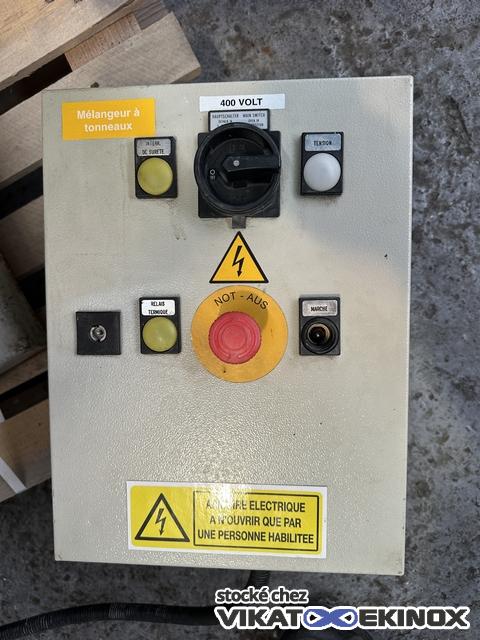 Mélangeur à
tonneaux
400 VOLT
HAUPTSCHALTER - MAIN SWITCH
INTERR.
DE SURETE
TENSION
NOT - AUS
RELAIS
THERMIQUE
MARCHE
ARMOIRE ELECTRIQUE
A N'OUVRIR QUE PAR
UNE PERSONNE HABILITEE
stocké chez
VIKAT EKINOX